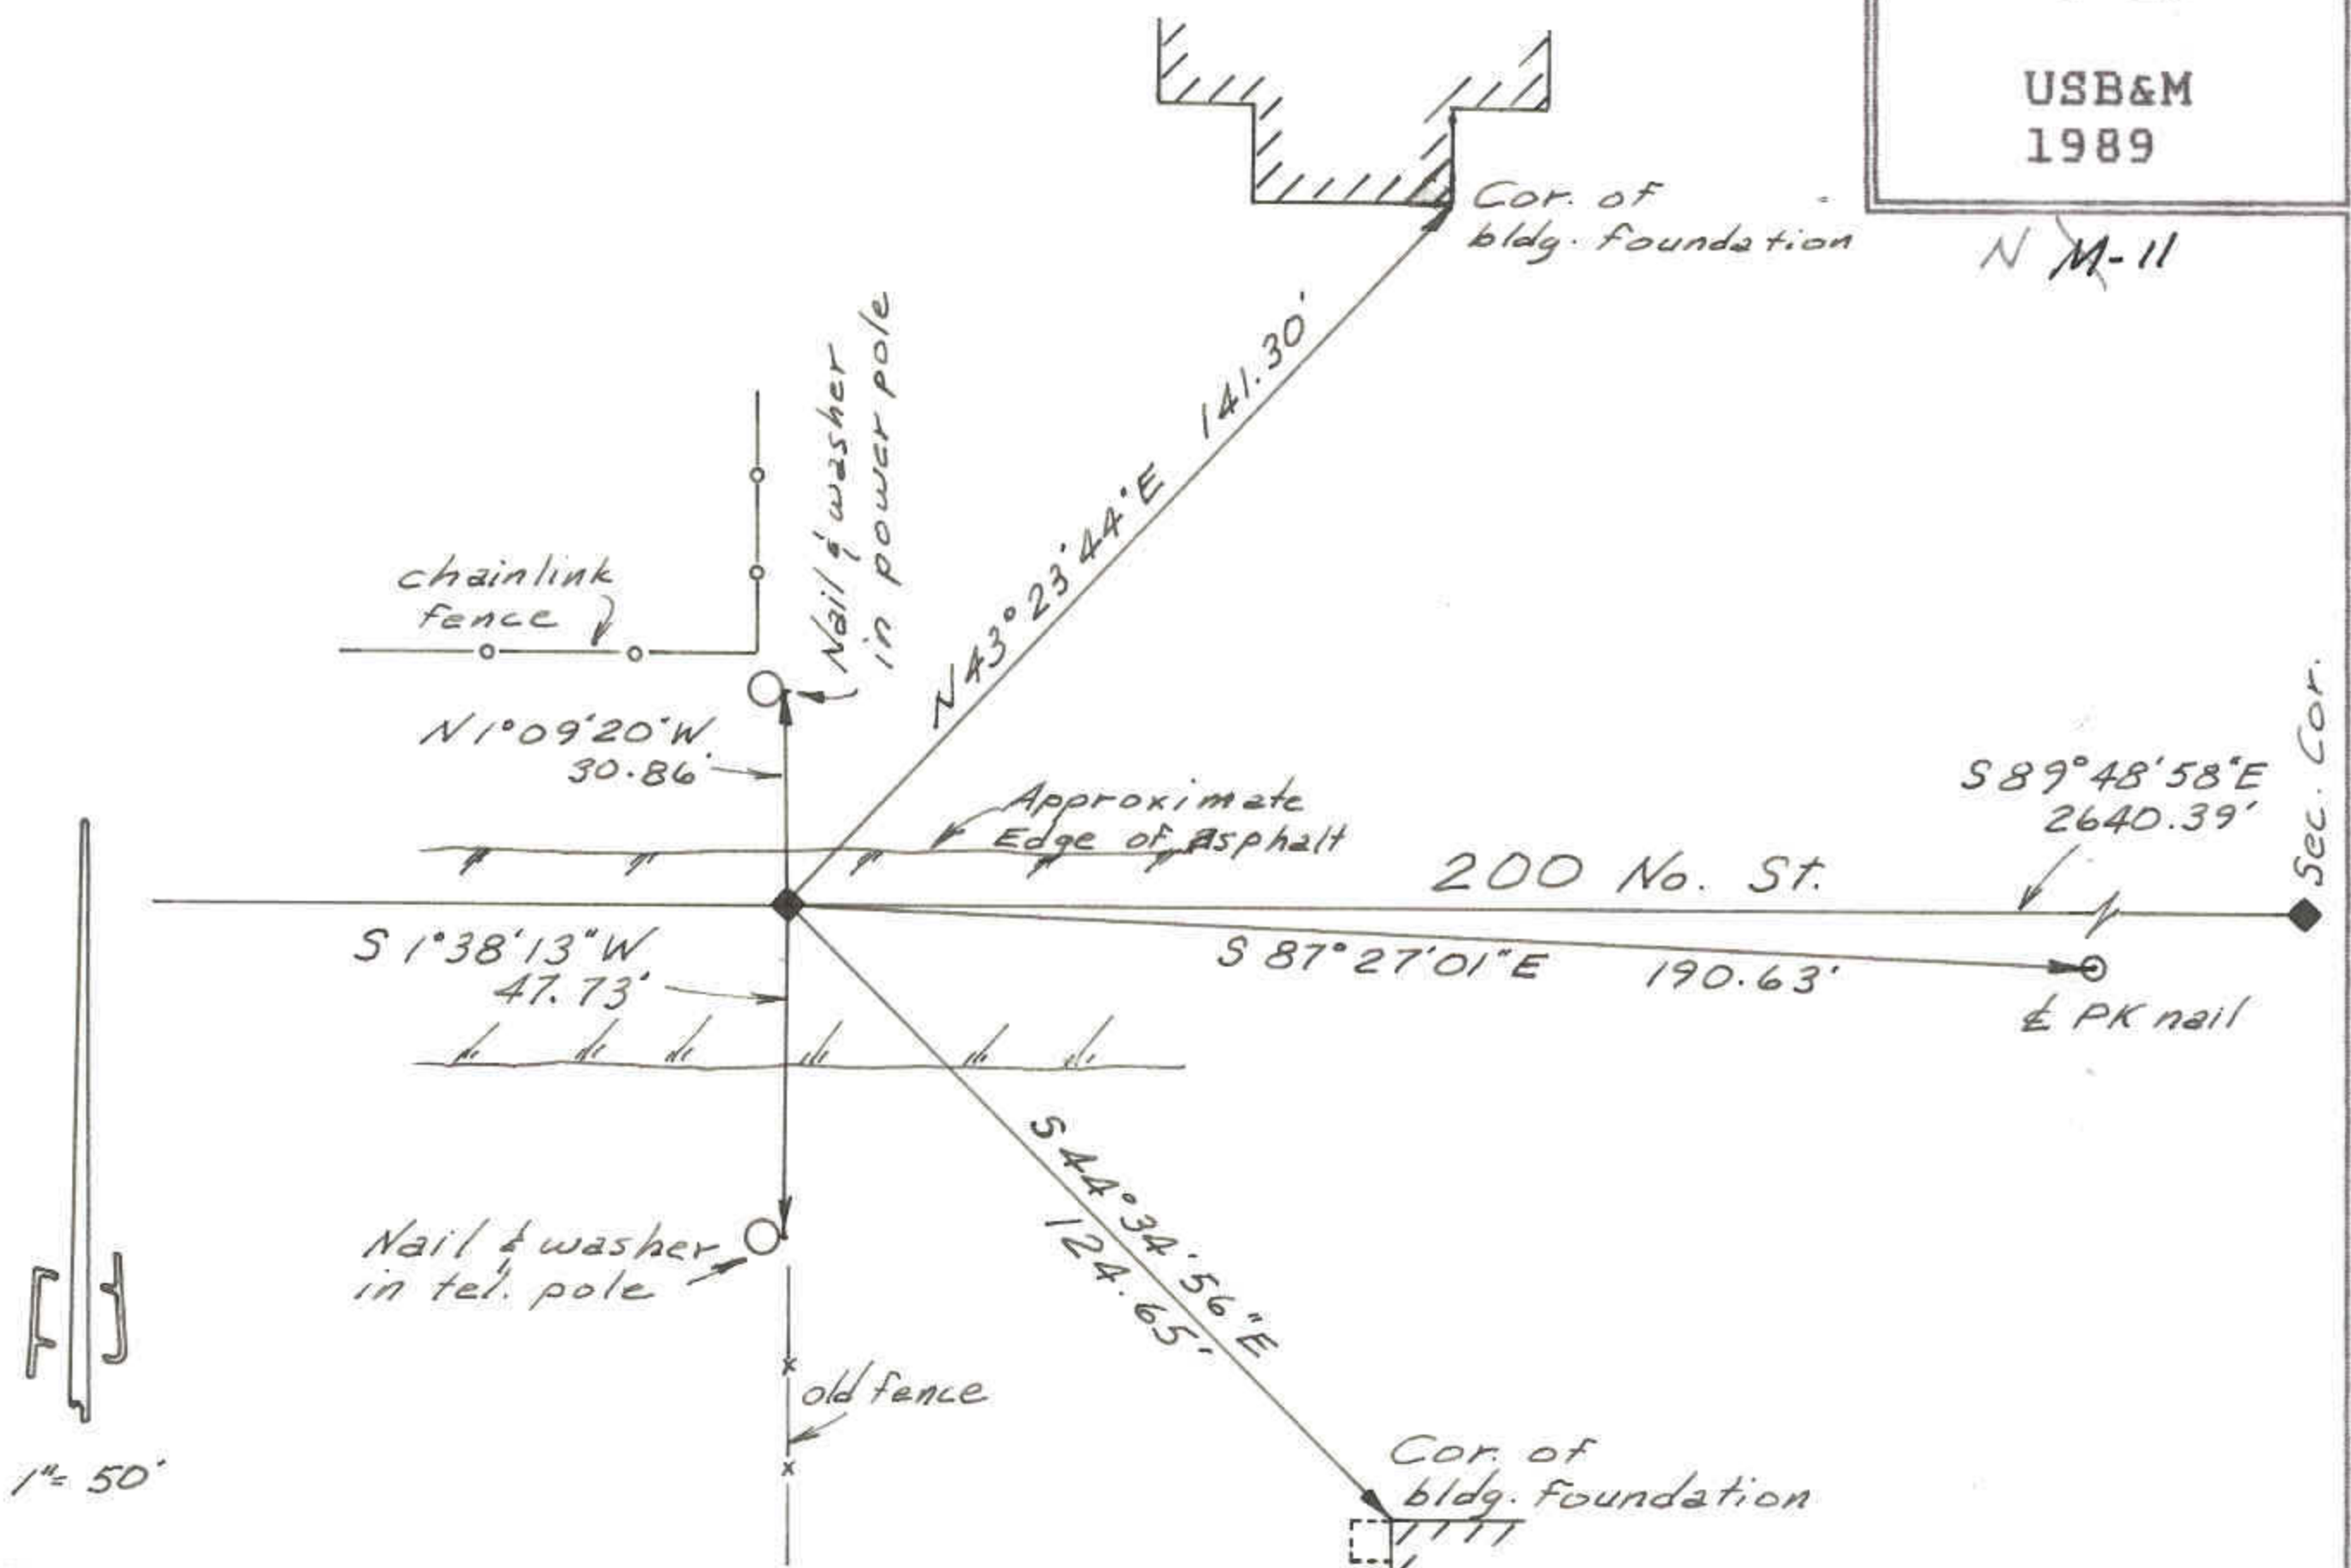 USB&M
1989
N M-11
Cor. of
bldg. foundation
141.30'
N 43° 23' 44" E
Nail & washer
in power pole
chainlink
fence
N 1° 09' 20" W
30.86'
Approximate
Edge of Asphalt
S 89° 48' 58" E
2640.39'
Sec. Cor.
200 No. St.
S 1° 38' 13" W
47.73'
S 87° 27' 01" E 190.63'
℄ PK nail
S 44° 34' 56" E
124.65'
Nail & washer
in tel. pole
old fence
1" = 50'
Cor. of
bldg. foundation